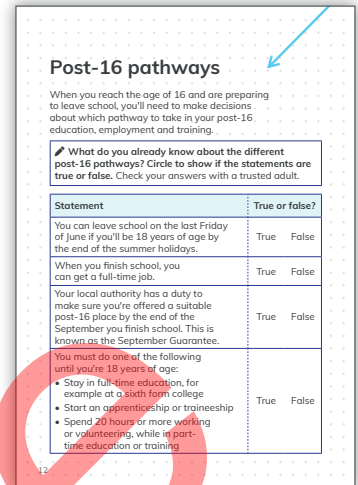 Post-16 pathways
When you reach the age of 16 and are preparing
to leave school, you'll need to make decisions
about which pathway to take in your post-16
education, employment and training.
What do you already know about the different
post-16 pathways? Circle to show if the statements are
true or false. Check your answers with a trusted adult.
Statement True or false?
You can leave school on the last Friday
of June if you'll be 18 years of age by
the end of the summer holidays.
True False
When you finish school, you
can get a full-time job.
True False
Your local authority has a duty to
make sure you're offered a suitable
post-16 place by the end of the
September you finish school. This is
known as the September Guarantee.
True False
You must do one of the following
until you're 18 years of age:
• Stay in full-time education, for
example at a sixth form college
• Start an apprenticeship or traineeship
• Spend 20 hours or more working
or volunteering, while in part-
time education or training
True False
12